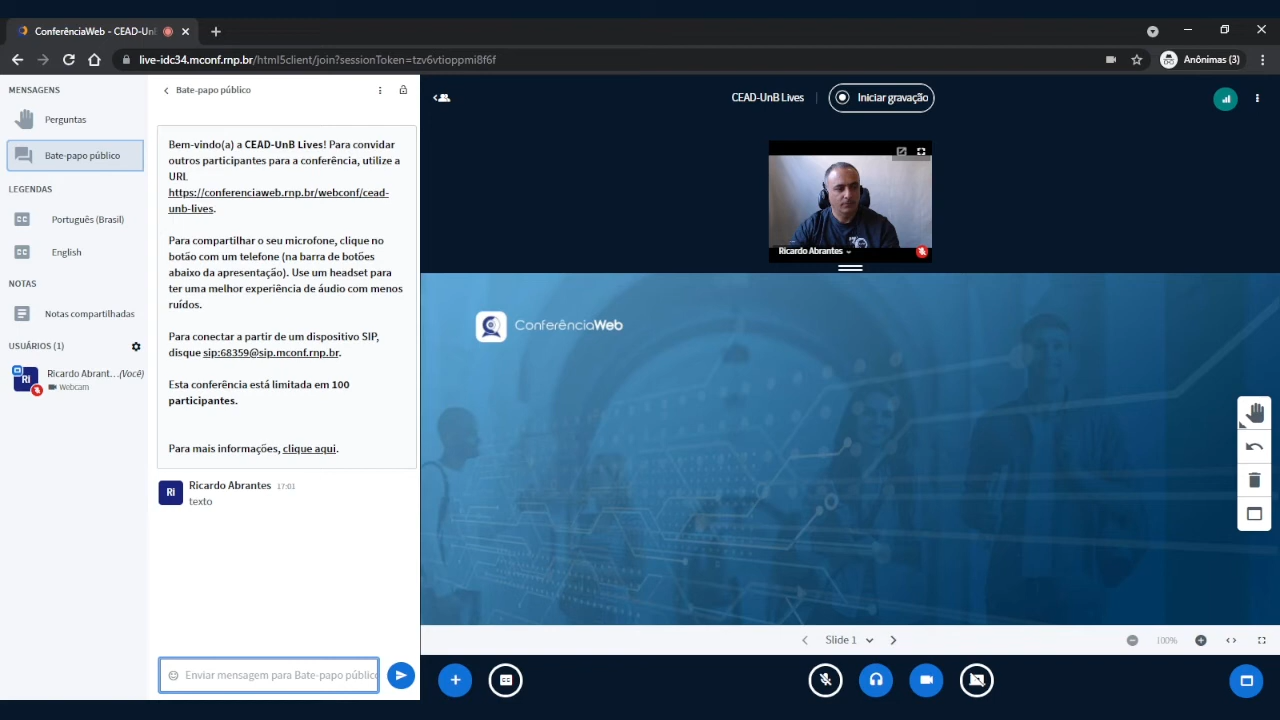 ConferênciaWeb - CEAD-UnB
live-idc34.mconf.rnp.br/html5client/join?sessionToken=tzv6vtioppmi8f6f
Anônimas (3)
MENSAGENS
Perguntas
Bate-papo público
LEGENDAS
Português (Brasil)
English
NOTAS
Notas compartilhadas
USUÁRIOS (1)
RI
Ricardo Abrant... (Você)
Webcam
Bate-papo público
Bem-vindo(a) a CEAD-UnB Lives! Para convidar
outros participantes para a conferência, utilize a
URL
https://conferenciaweb.rnp.br/webconf/cead-
unb-lives.
Para compartilhar o seu microfone, clique no
botão com um telefone (na barra de botões
abaixo da apresentação). Use um headset para
ter uma melhor experiência de áudio com menos
ruídos.
Para conectar a partir de um dispositivo SIP,
disque sip:68359@sip.mconf.rnp.br.
Esta conferência está limitada em 100
participantes.
Para mais informações, clique aqui.
Ri
Ricardo Abrantes 17:01
texto
Enviar mensagem para Bate-papo público
CEAD-UnB Lives
Iniciar gravação
Ricardo Abrantes
ConferênciaWeb
Slide 1
100%